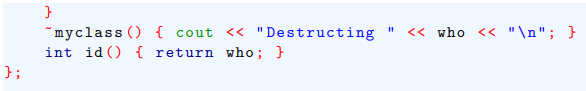 }
~myclass() { cout << "Destructing " << who << "\n"; }
int id() { return who; }
};